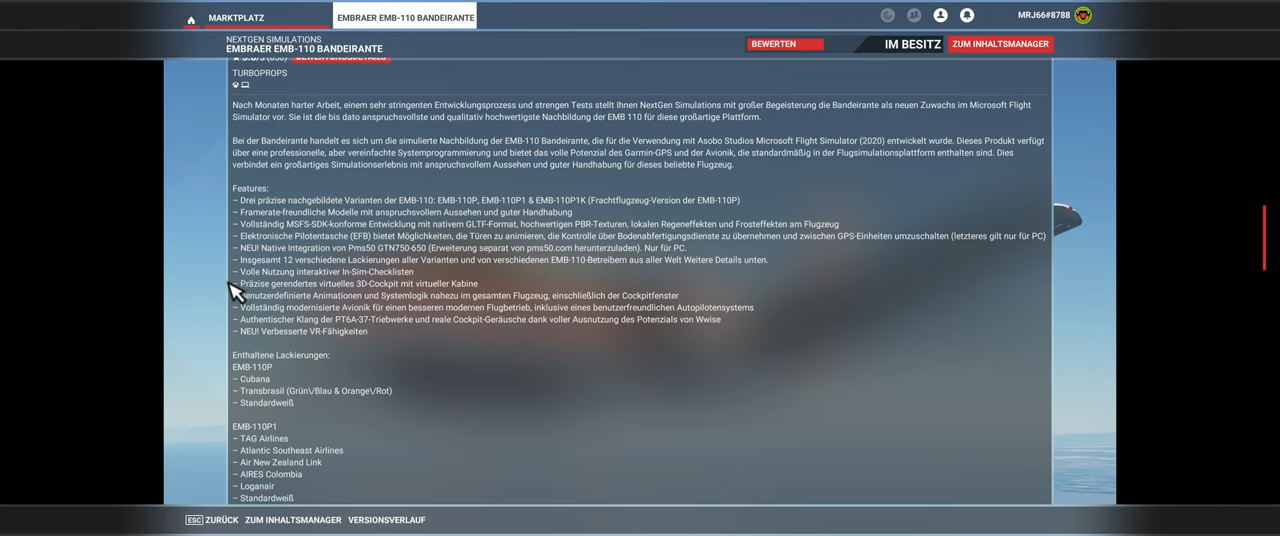 MARKTPLATZ
EMBRAER EMB-110 BANDEIRANTE
MRJ66#8788
NEXTGEN SIMULATIONS
EMBRAER EMB-110 BANDEIRANTE
BEWERTEN
IM BESITZ
ZUM INHALTSMANAGER
TURBOPROPS
Nach Monaten harter Arbeit, einem sehr stringenten Entwicklungsprozess und strengen Tests stellt Ihnen NextGen Simulations mit großer Begeisterung die Bandeirante als neuen Zuwachs im Microsoft Flight
Simulator vor. Sie ist die bis dato anspruchsvollste und qualitativ hochwertigste Nachbildung der EMB 110 für diese großartige Plattform.
Bei der Bandeirante handelt es sich um die simulierte Nachbildung der EMB-110 Bandeirante, die für die Verwendung mit Asobo Studios Microsoft Flight Simulator (2020) entwickelt wurde. Dieses Produkt verfügt
über eine professionelle, aber vereinfachte Systemprogrammierung und bietet das volle Potenzial des Garmin-GPS und der Avionik, die standardmäßig in der Flugsimulationsplattform enthalten sind. Dies
verbindet ein großartiges Simulationserlebnis mit anspruchsvollem Aussehen und guter Handhabung für dieses beliebte Flugzeug.
Features:
– Drei präzise nachgebildete Varianten der EMB-110: EMB-110P, EMB-110P1 & EMB-110P1K (Frachtflugzeug-Version der EMB-110P)
– Framerate-freundliche Modelle mit anspruchsvollem Aussehen und guter Handhabung
– Vollständig MSFS-SDK-konforme Entwicklung mit nativem GLTF-Format, hochwertigen PBR-Texturen, lokalen Regeneffekten und Frosteffekten am Flugzeug
– Elektronische Pilotentasche (EFB) bietet Möglichkeiten, die Türen zu animieren, die Kontrolle über Bodenabfertigungsdienste zu übernehmen und zwischen GPS-Einheiten umzuschalten (letzteres gilt nur für PC)
– NEU! Native Integration von Pms50 GTN750-650 (Erweiterung separat von pms50.com herunterzuladen). Nur für PC.
– Insgesamt 12 verschiedene Lackierungen aller Varianten und von verschiedenen EMB-110-Betreibern aus aller Welt Weitere Details unten.
– Volle Nutzung interaktiver In-Sim-Checklisten
– Präzise gerendertes virtuelles 3D-Cockpit mit virtueller Kabine
enutzerdefinierte Animationen und Systemlogik nahezu im gesamten Flugzeug, einschließlich der Cockpitfenster
– Vollständig modernisierte Avionik für einen besseren modernen Flugbetrieb, inklusive eines benutzerfreundlichen Autopilotensystems
– Authentischer Klang der PT6A-37-Triebwerke und reale Cockpit-Geräusche dank voller Ausnutzung des Potenzials von Wwise
– NEU! Verbesserte VR-Fähigkeiten
Enthaltene Lackierungen:
EMB-110P
– Cubana
– Transbrasil (Grün\/Blau & Orange\/Rot)
– Standardweiß
EMB-110P1
– TAG Airlines
– Atlantic Southeast Airlines
– Air New Zealand Link
– AIRES Colombia
– Loganair
– Standardweiß
ESC ZURÜCK ZUM INHALTSMANAGER VERSIONSVERLAUF